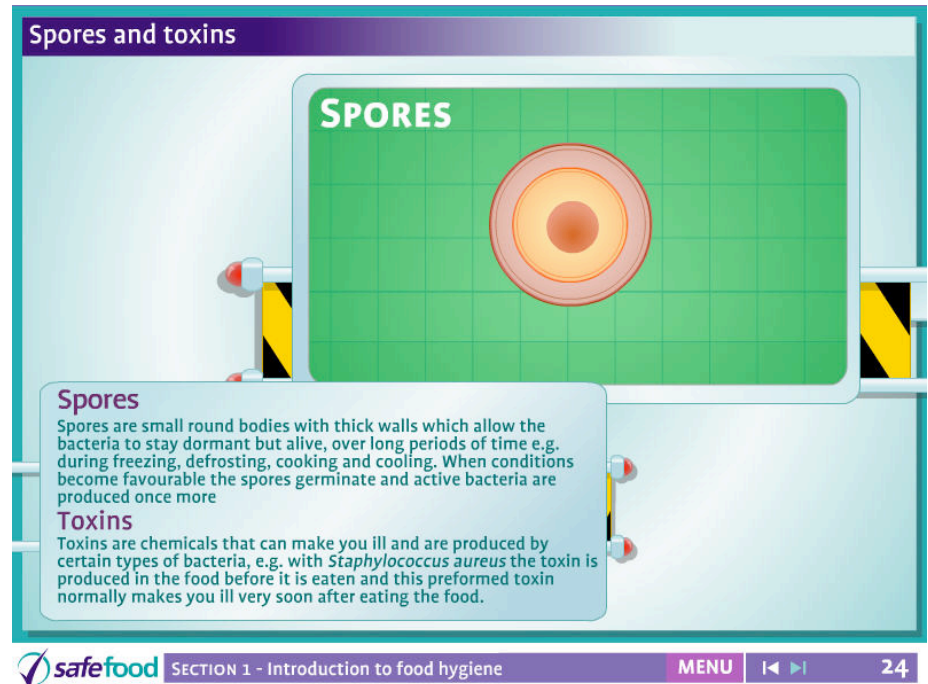 Spores and toxins
SPORES
Spores
Spores are small round bodies with thick walls which allow the
bacteria to stay dormant but alive, over long periods of time e.g.
during freezing, defrosting, cooking and cooling. When conditions
become favourable the spores germinate and active bacteria are
produced once more
Toxins
Toxins are chemicals that can make you ill and are produced by
certain types of bacteria, e.g. with Staphylococcus aureus the toxin is
produced in the food before it is eaten and this preformed toxin
normally makes you ill very soon after eating the food.
safefood SECTION 1 - Introduction to food hygiene MENU 24